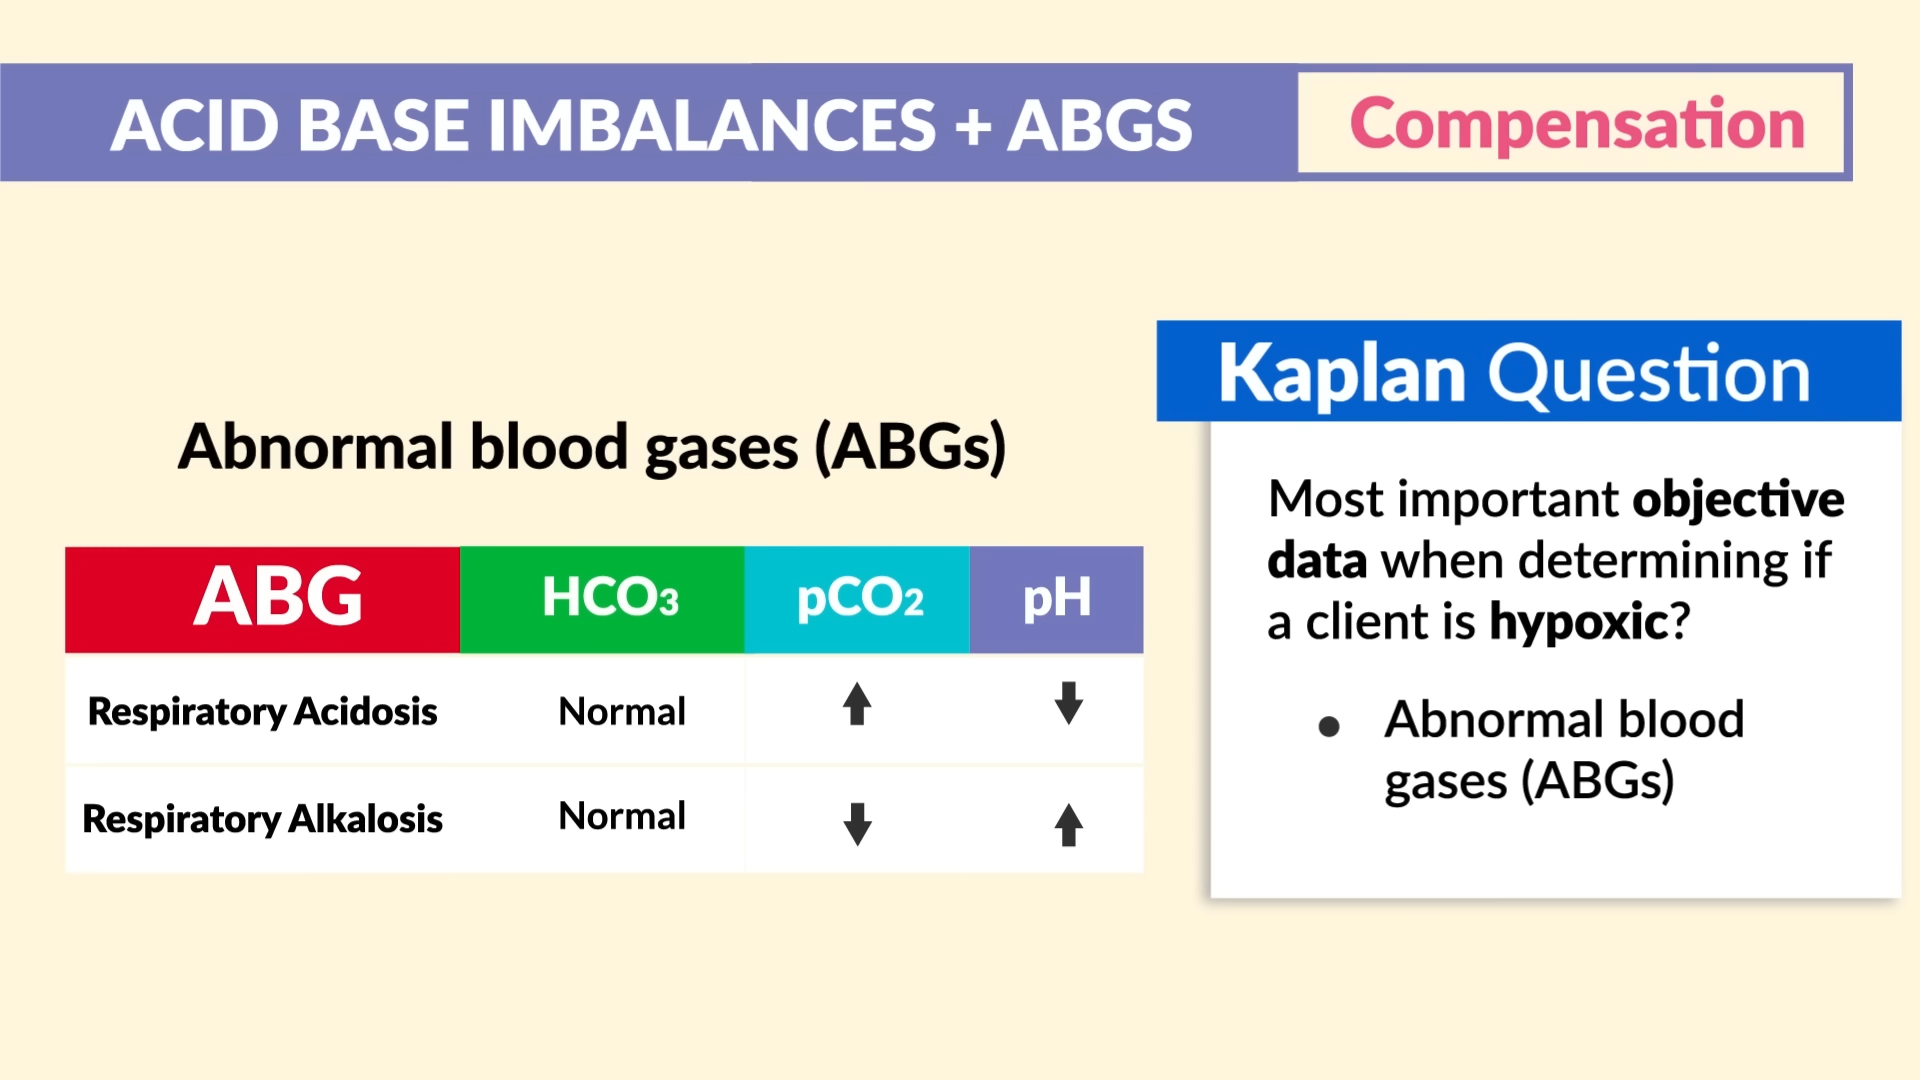 ACID BASE IMBALANCES + ABGS
Compensation
Abnormal blood gases (ABGs)
ABG HCO3 pCO2 pH
Respiratory Acidosis Normal ⬆ ⬇
Respiratory Alkalosis Normal ⬇ ⬆
Kaplan Question
Most important objective
data when determining if
a client is hypoxic?
• Abnormal blood
gases (ABGs)